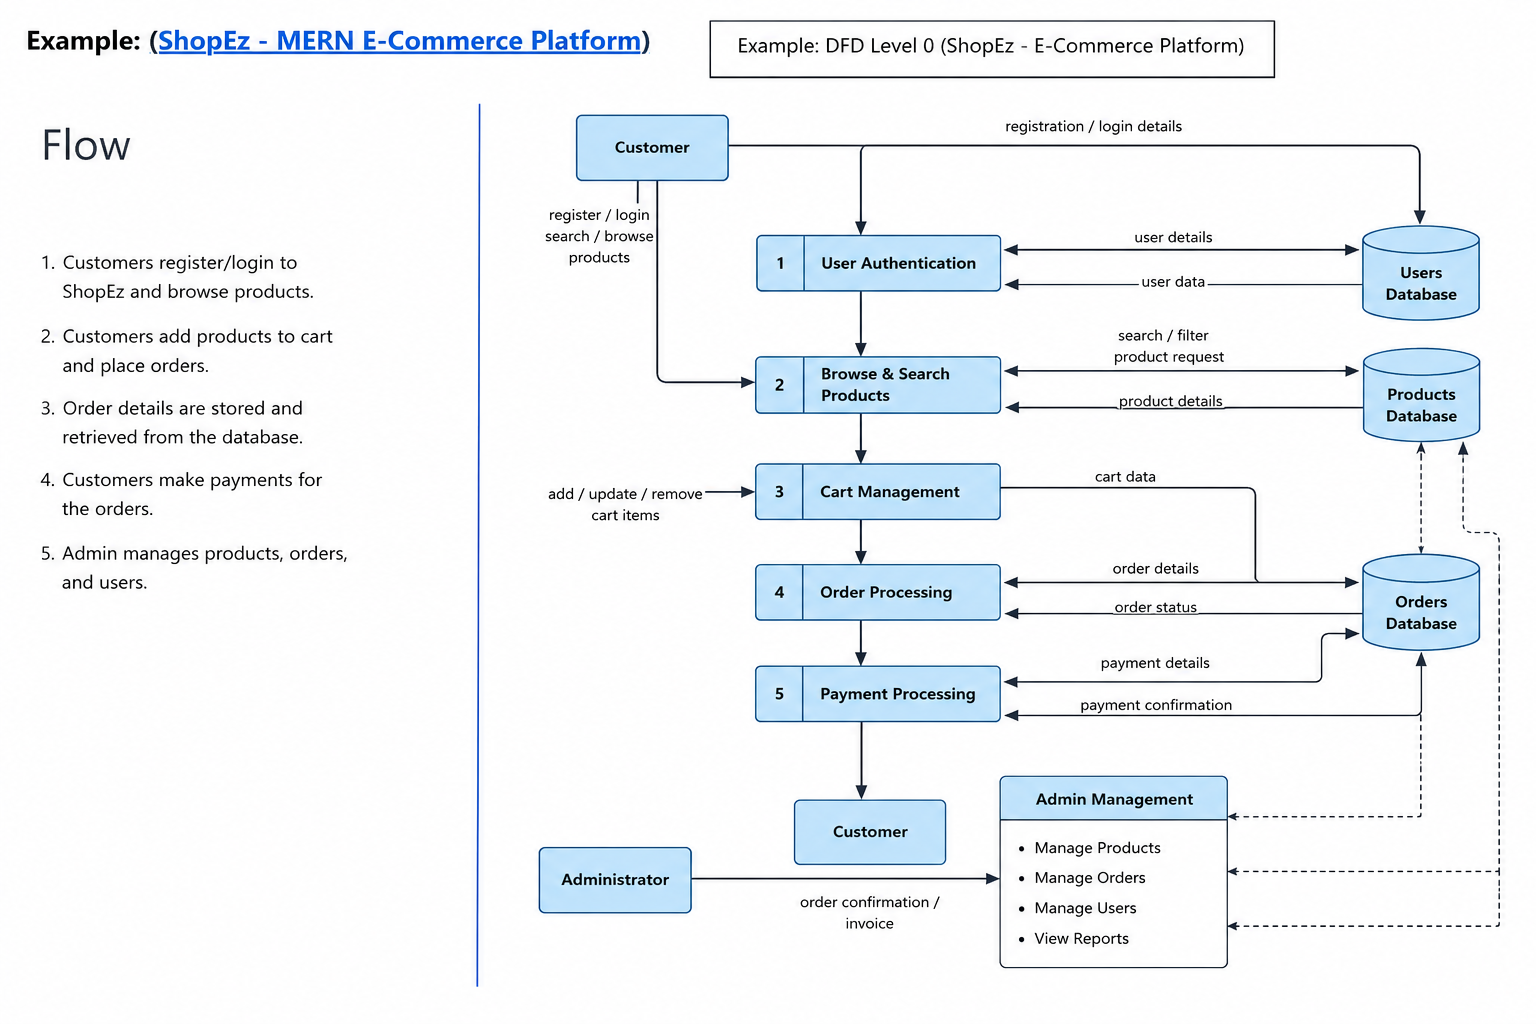 Example: (ShopEz - MERN E-Commerce Platform)
Example: DFD Level 0 (ShopEz - E-Commerce Platform)
Flow
1. Customers register/login to
ShopEz and browse products.
2. Customers add products to cart
and place orders.
3. Order details are stored and
retrieved from the database.
4. Customers make payments for
the orders.
5. Admin manages products, orders,
and users.
Customer
registration / login details
register / login
search / browse
products
1 User Authentication
user details
user data
Users
Database
2 Browse & Search
Products
search / filter
product request
product details
Products
Database
add / update / remove
cart items
3 Cart Management
cart data
4 Order Processing
order details
order status
Orders
Database
5 Payment Processing
payment details
payment confirmation
Customer
Administrator
order confirmation /
invoice
Admin Management
• Manage Products
• Manage Orders
• Manage Users
• View Reports